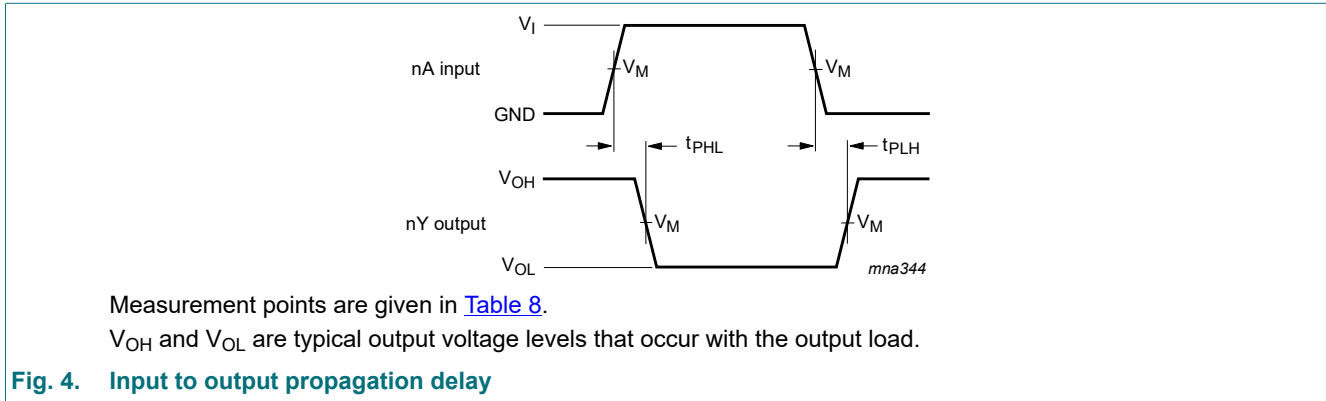 V_I
nA input
V_M
V_M
GND
t_PHL
t_PLH
V_OH
nY output
V_M
V_M
V_OL
mna344
Measurement points are given in Table 8.
V_OH and V_OL are typical output voltage levels that occur with the output load.
Fig. 4. Input to output propagation delay